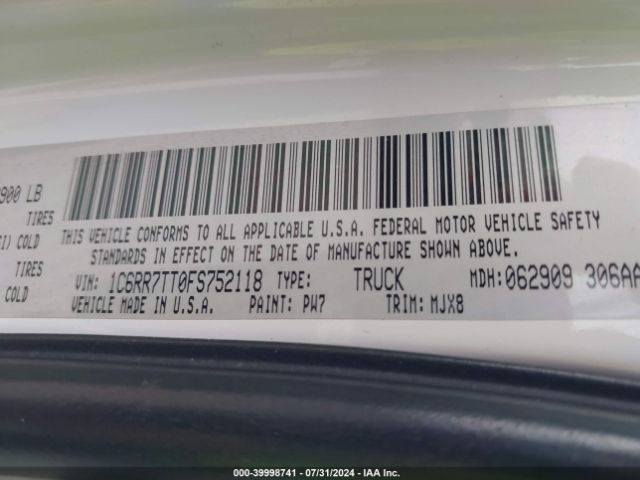 900 LB
TIRES
SI) COLD
TIRES
COLD
THIS VEHICLE CONFORMS TO ALL APPLICABLE U.S.A. FEDERAL MOTOR VEHICLE SAFETY
STANDARDS IN EFFECT ON THE DATE OF MANUFACTURE SHOWN ABOVE.
VIN: 1C6RR7TT0FS752118 TYPE: TRUCK MDH: 062909 306AA
VEHICLE MADE IN U.S.A. PAINT: PW7 TRIM: MJX8
000-39998741 - 07/31/2024 - IAA Inc.